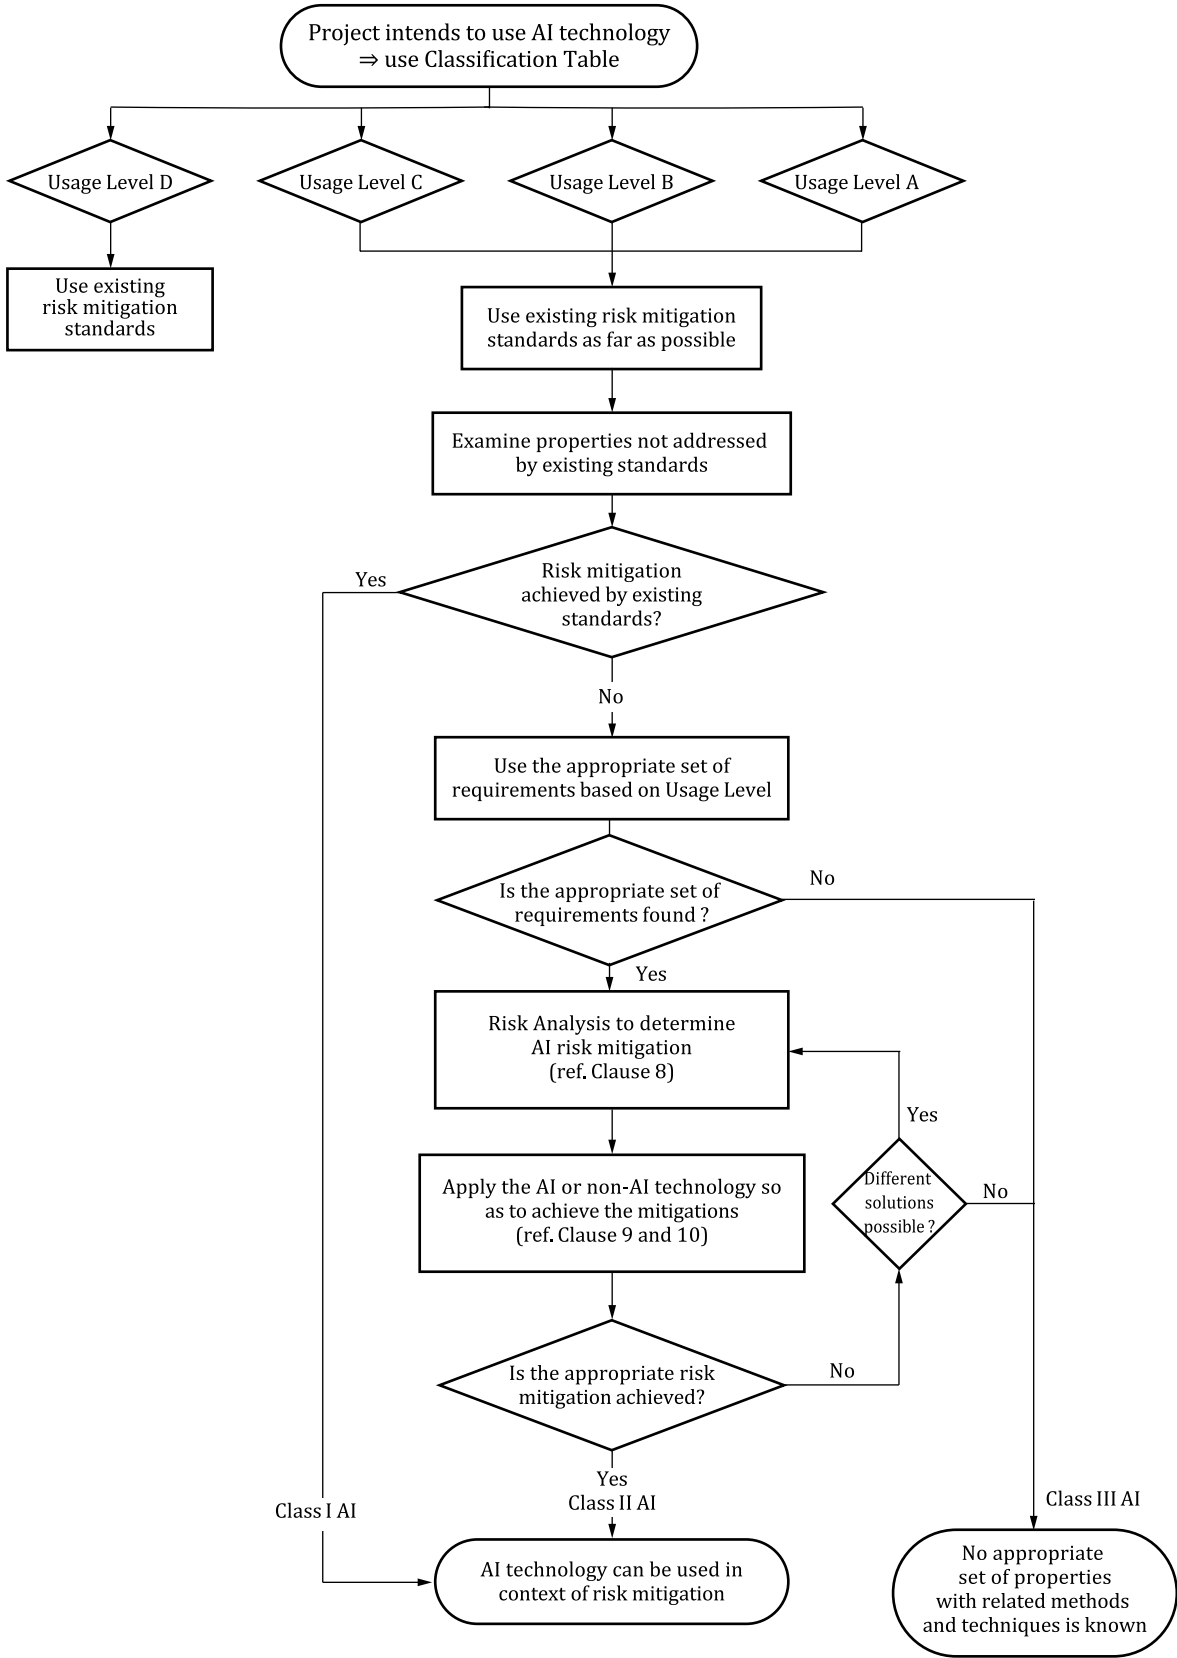 Project intends to use AI technology
⇒ use Classification Table
Usage Level D
Usage Level C
Usage Level B
Usage Level A
Use existing
risk mitigation
standards
Use existing risk mitigation
standards as far as possible
Examine properties not addressed
by existing standards
Risk mitigation
achieved by existing
standards?
Yes
No
Use the appropriate set of
requirements based on Usage Level
Is the appropriate set of
requirements found ?
No
Yes
Risk Analysis to determine
AI risk mitigation
(ref. Clause 8)
Yes
Apply the AI or non-AI technology so
as to achieve the mitigations
(ref. Clause 9 and 10)
Different
solutions
possible ?
No
Is the appropriate risk
mitigation achieved?
No
Yes
Class II AI
Class I AI
Class III AI
AI technology can be used in
context of risk mitigation
No appropriate
set of properties
with related methods
and techniques is known